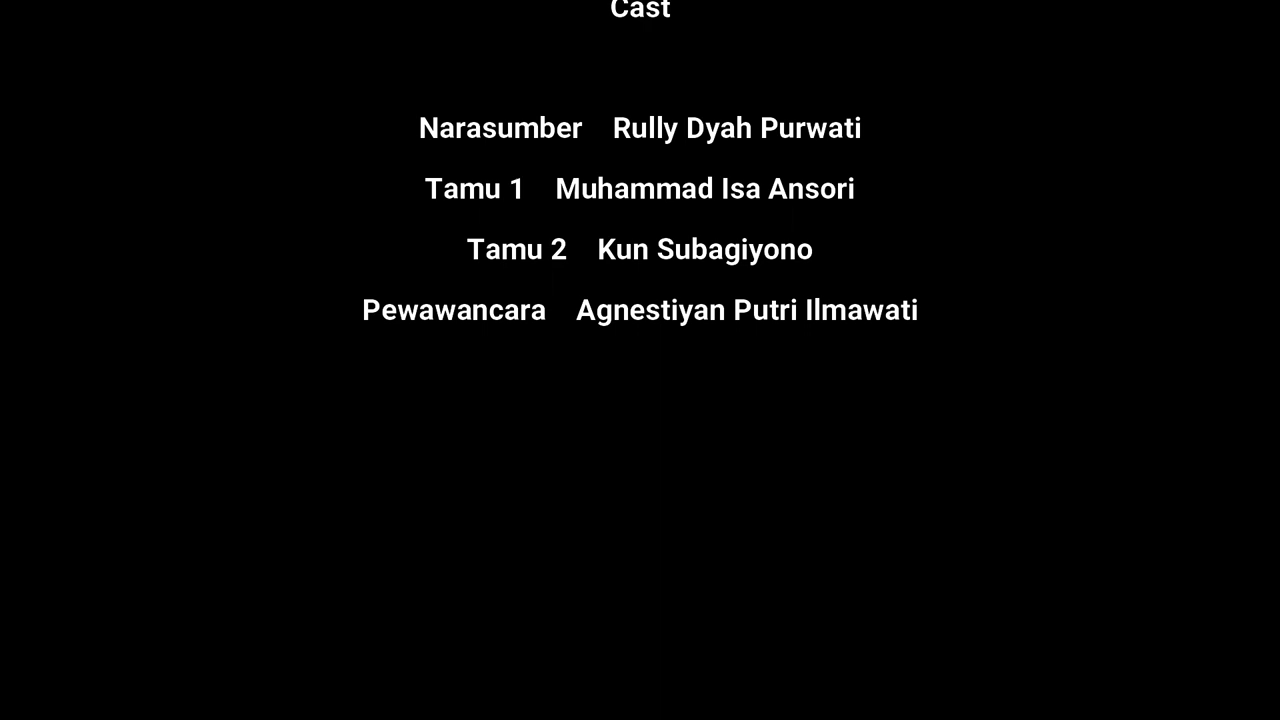 Cast
Narasumber Rully Dyah Purwati
Tamu 1 Muhammad Isa Ansori
Tamu 2 Kun Subagiyono
Pewawancara Agnestiyan Putri Ilmawati